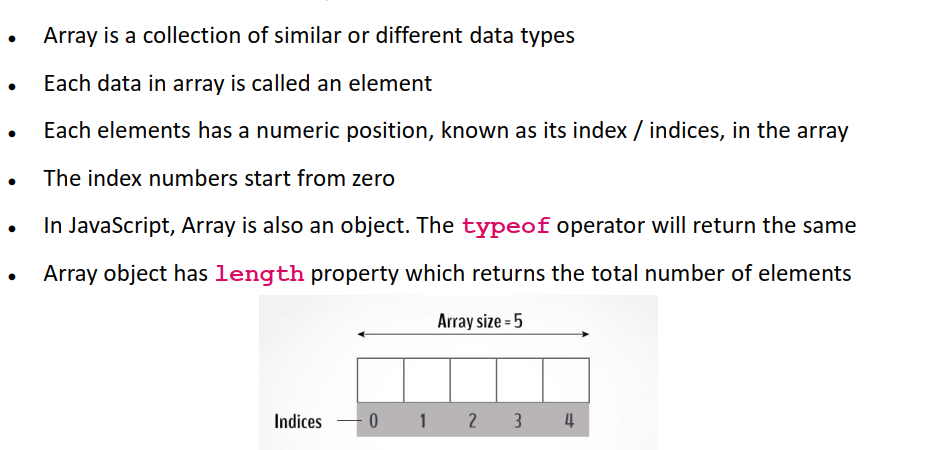 • Array is a collection of similar or different data types
• Each data in array is called an element
• Each elements has a numeric position, known as its index / indices, in the array
• The index numbers start from zero
• In JavaScript, Array is also an object. The typeof operator will return the same
• Array object has length property which returns the total number of elements
Array size = 5
Indices 0 1 2 3 4